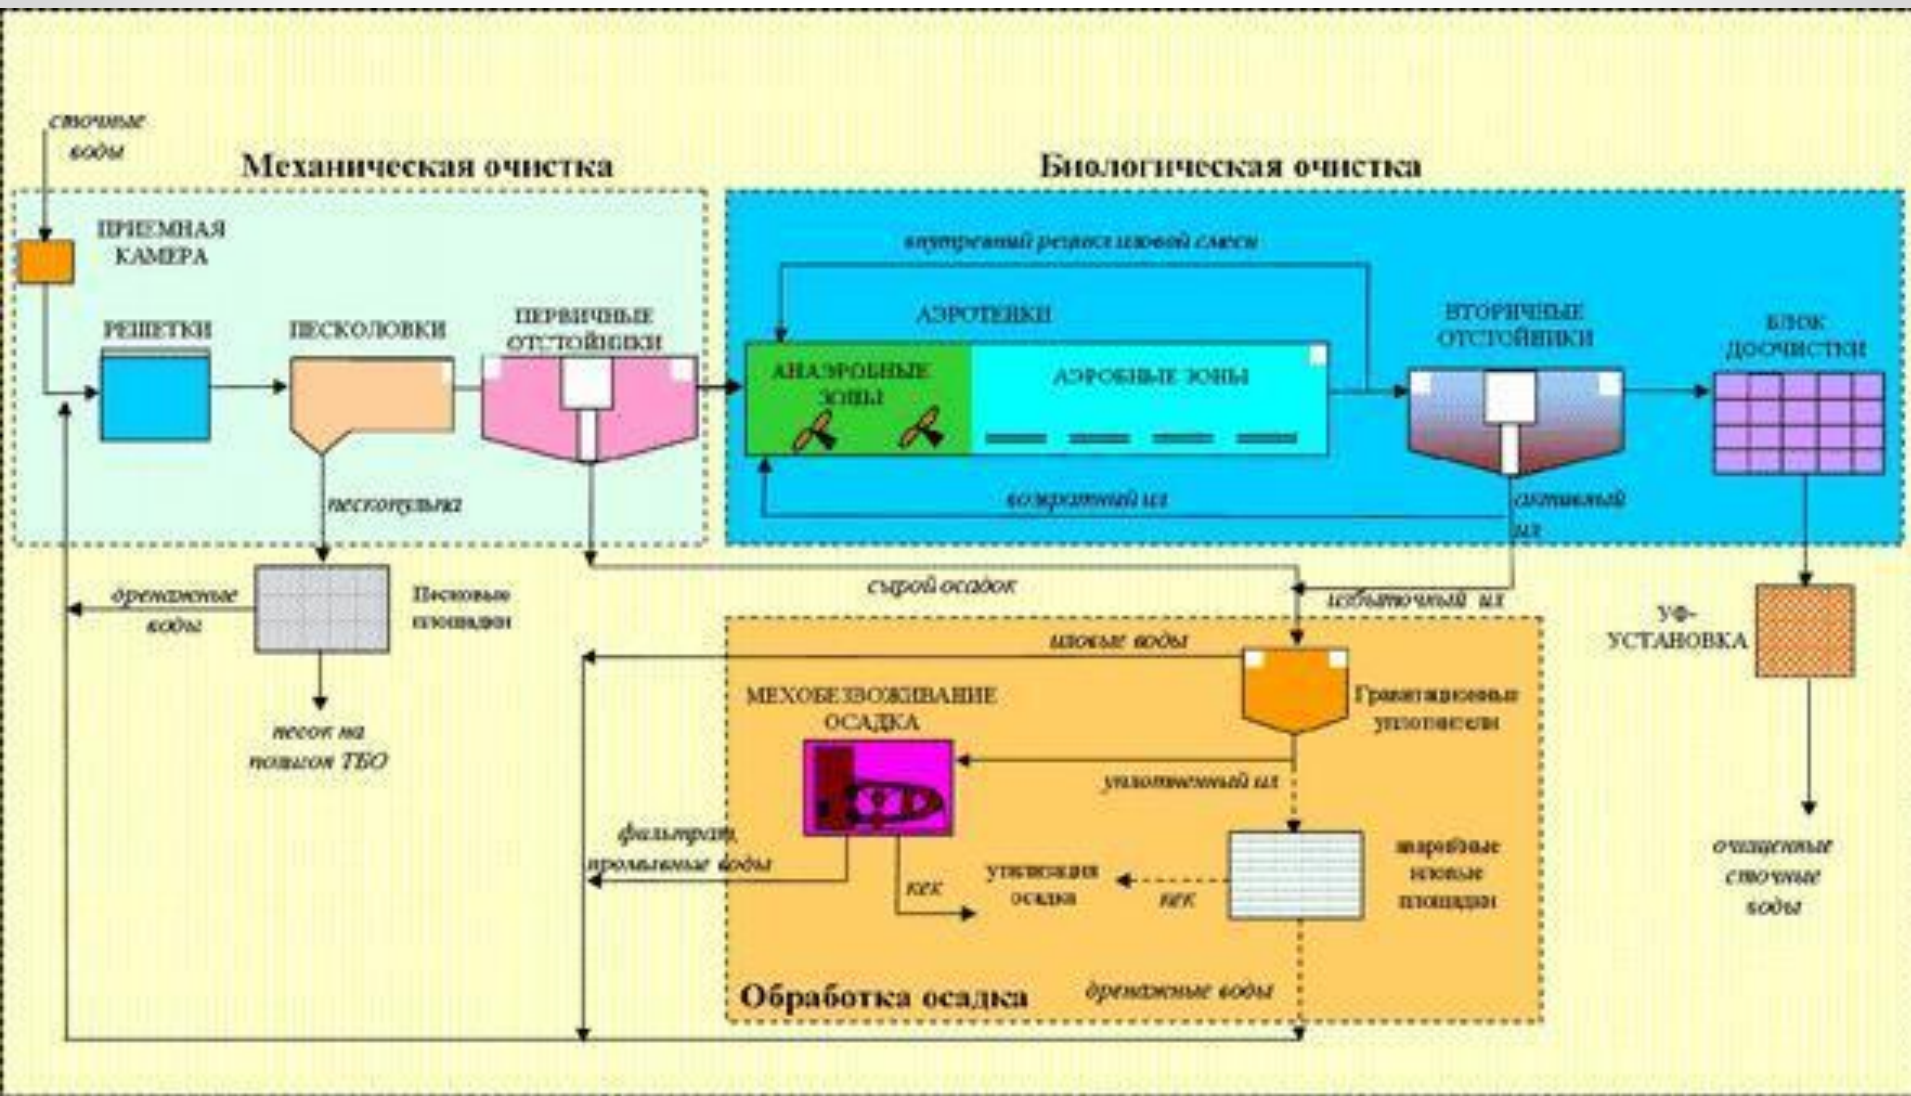 сточные
воды
Механическая очистка
Биологическая очистка
ПРИЕМНАЯ
КАМЕРА
РЕШЕТКИ
ПЕСКОЛОВКИ
ПЕРВИЧНЫЕ
ОТСТОЙНИКИ
внутренний рецикл иловой смеси
АЭРОТЕНКИ
АНАЭРОБНЫЕ
ЗОНЫ
АЭРОБНЫЕ ЗОНЫ
ВТОРИЧНЫЕ
ОТСТОЙНИКИ
БЛОК
ДООЧИСТКИ
пескопульпа
возвратный ил
активный
ил
дренажные
воды
Песковые
площадки
сырой осадок
избыточный ил
УФ-
УСТАНОВКА
песок на
полигон ТБО
иловые воды
МЕХОБЕЗВОЖИВАНИЕ
ОСАДКА
Гравитационные
уплотнители
уплотненный ил
фильтрат,
промывные воды
кек
утилизация
осадка
кек
аварийные
иловые
площадки
очищенные
сточные
воды
Обработка осадка
дренажные воды